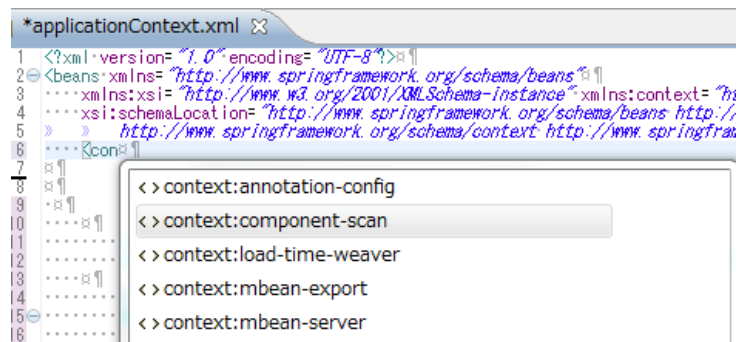 *applicationContext.xml
1 <?xml version="1.0" encoding="UTF-8"?>
2 <beans xmlns="http://www.springframework.org/schema/beans"
3 xmlns:xsi="http://www.w3.org/2001/XMLSchema-instance" xmlns:context="h
4 xsi:schemaLocation="http://www.springframework.org/schema/beans http:/
5 http://www.springframework.org/schema/context http://www.springfram
6 <con
7
8
9
10
11
12
13
14
15
16
<> context:annotation-config
<> context:component-scan
<> context:load-time-weaver
<> context:mbean-export
<> context:mbean-server